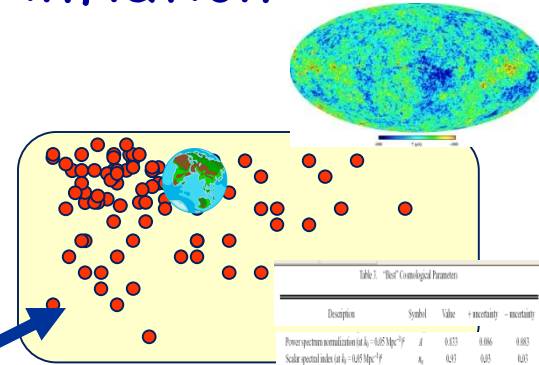 inflation
T (μK)
Table 3. "Best" Cosmological Parameters
Description Symbol Value + uncertainty − uncertainty
Power spectrum normalization (at k₀ = 0.05 Mpc⁻¹) A 0.833 0.086 0.083
Scalar spectral index (at k₀ = 0.05 Mpc⁻¹) nₛ 0.93 0.03 0.03